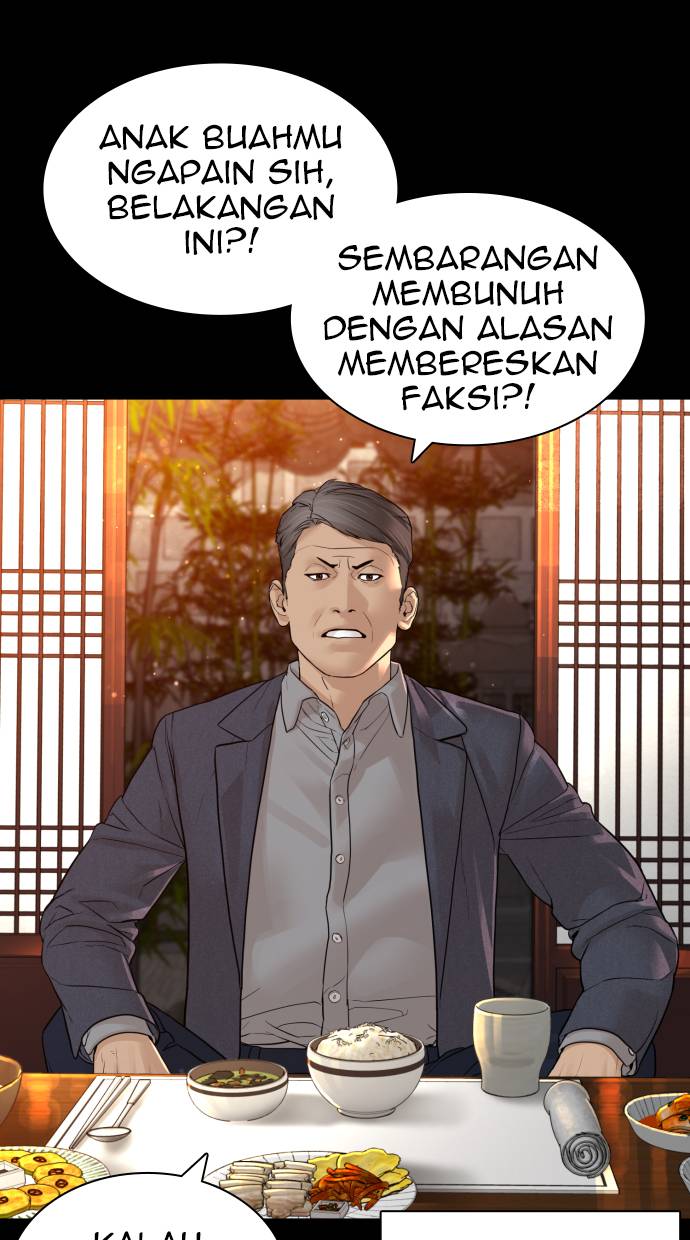 ANAK BUAHMU
NGAPAIN SIH,
BELAKANGAN
INI?!
SEMBARANGAN
MEMBUNUH
DENGAN ALASAN
MEMBERESKAN
FAKSI?!
KALAU